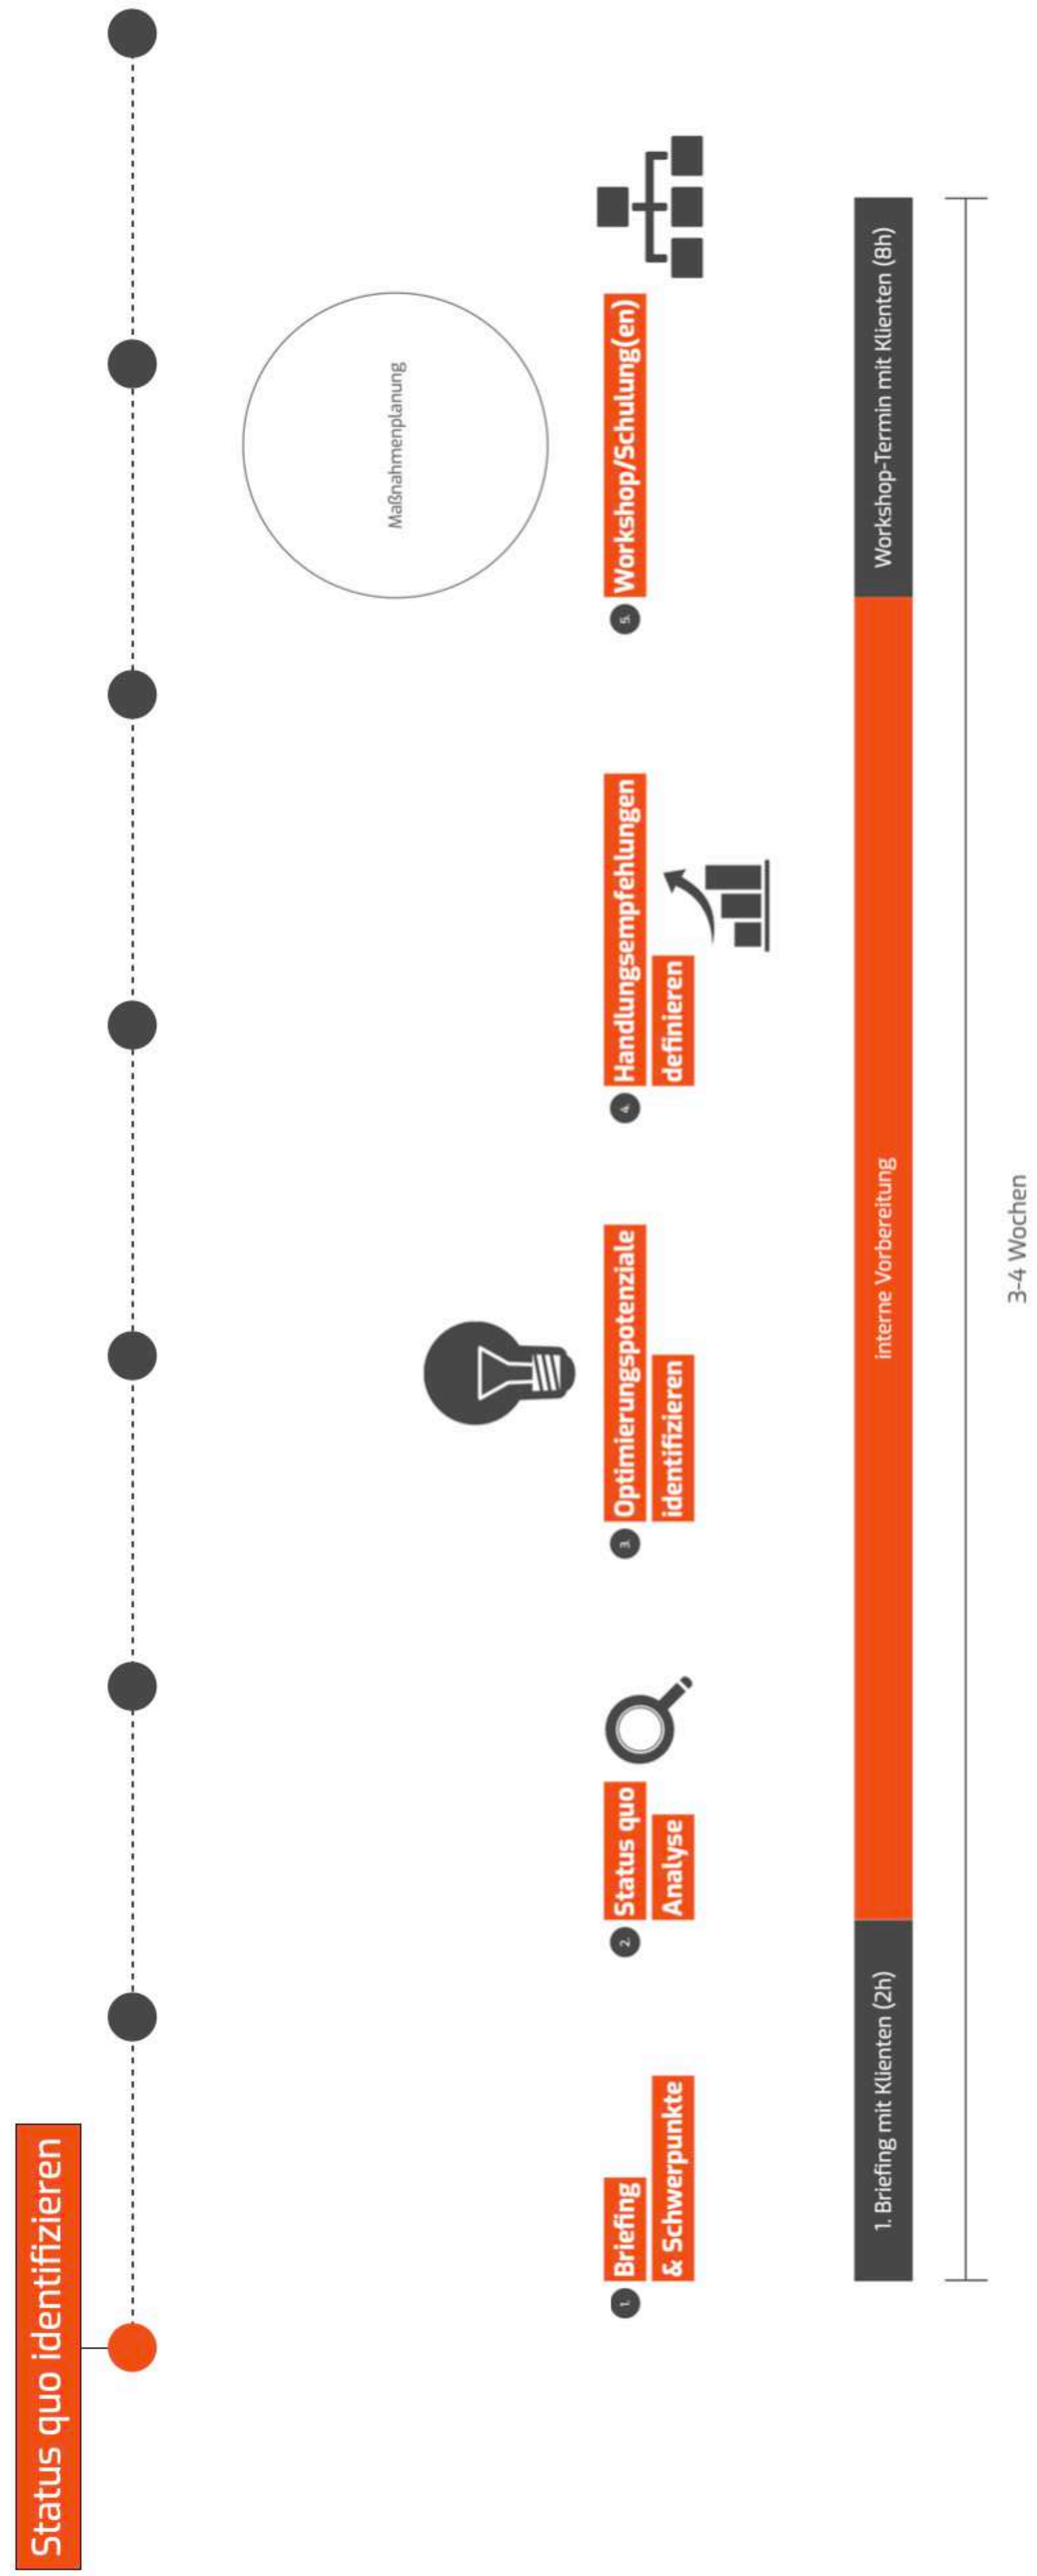 Status quo identifizieren
Maßnahmenplanung
1. Briefing
& Schwerpunkte
2. Status quo
Analyse
3. Optimierungspotenziale
identifizieren
4. Handlungsempfehlungen
definieren
5. Workshop/Schulung(en)
1. Briefing mit Klienten (2h)
interne Vorbereitung
Workshop-Termin mit Klienten (8h)
3-4 Wochen